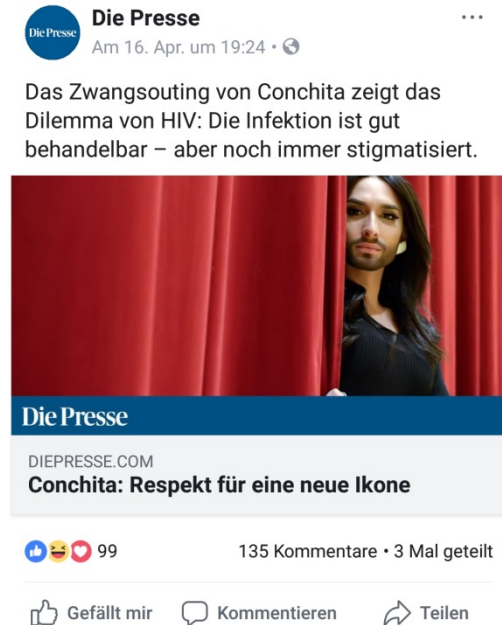 Die Presse
Die Presse
Am 16. Apr. um 19:24 •
Das Zwangsouting von Conchita zeigt das
Dilemma von HIV: Die Infektion ist gut
behandelbar – aber noch immer stigmatisiert.
Die Presse
DIEPRESSE.COM
Conchita: Respekt für eine neue Ikone
99
135 Kommentare • 3 Mal geteilt
Gefällt mir
Kommentieren
Teilen